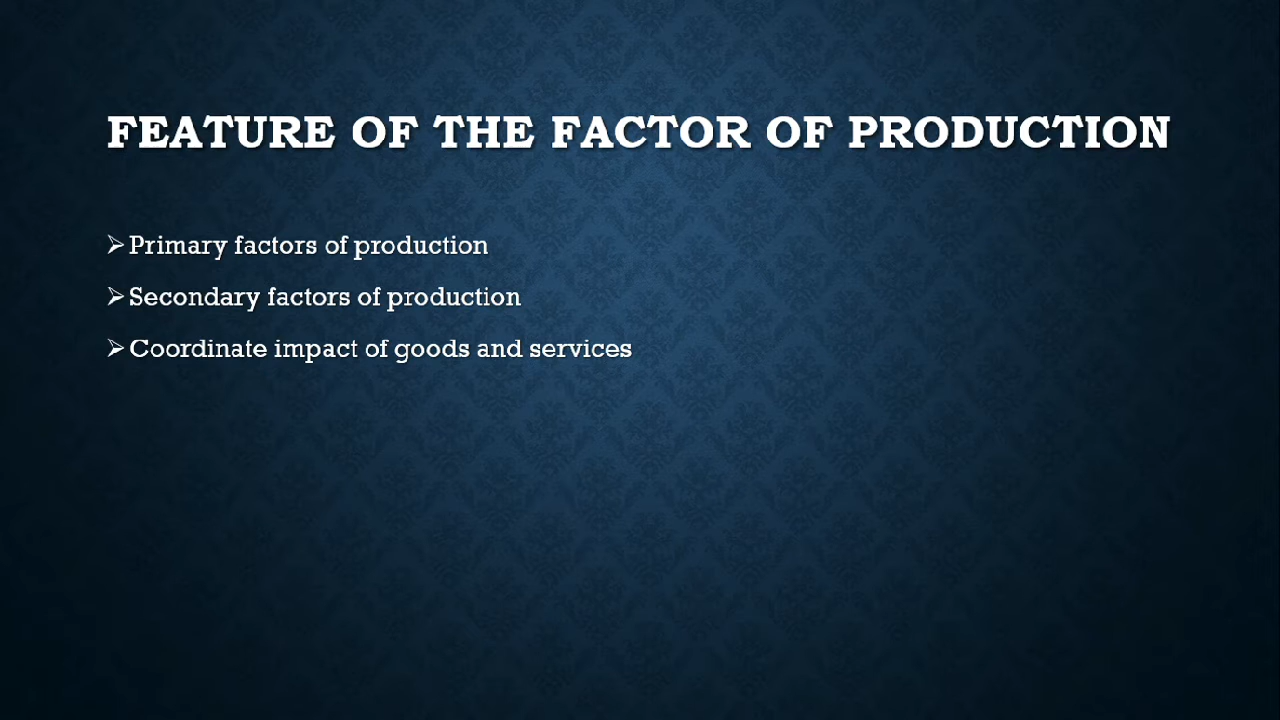 FEATURE OF THE FACTOR OF PRODUCTION
➢Primary factors of production
➢Secondary factors of production
➢Coordinate impact of goods and services